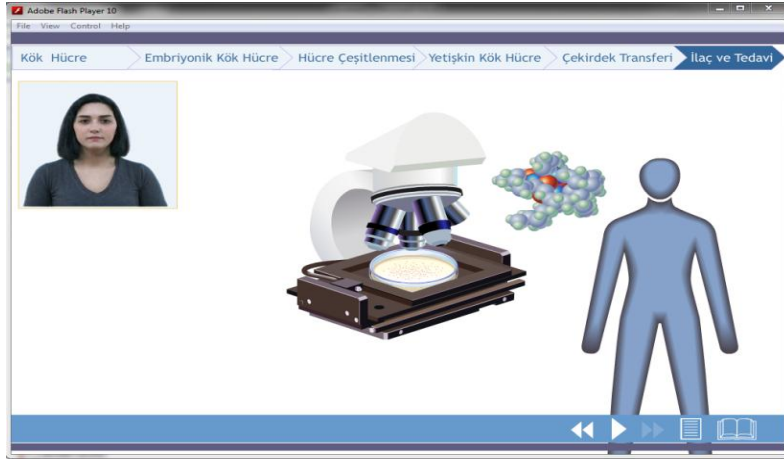 Adobe Flash Player 10
File View Control Help
Kök Hücre Embriyonik Kök Hücre Hücre Çeşitlenmesi Yetişkin Kök Hücre Çekirdek Transferi İlaç ve Tedavi